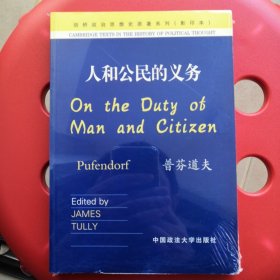 剑桥政治思想史原著系列（影印本）
CAMBRIDGE TEXTS IN THE HISTORY OF POLITICAL THOUGHT
人和公民的义务
On the Duty of
Man and Citizen
Pufendorf 普芬道夫
Edited by
JAMES
TULLY
中国政法大学出版社